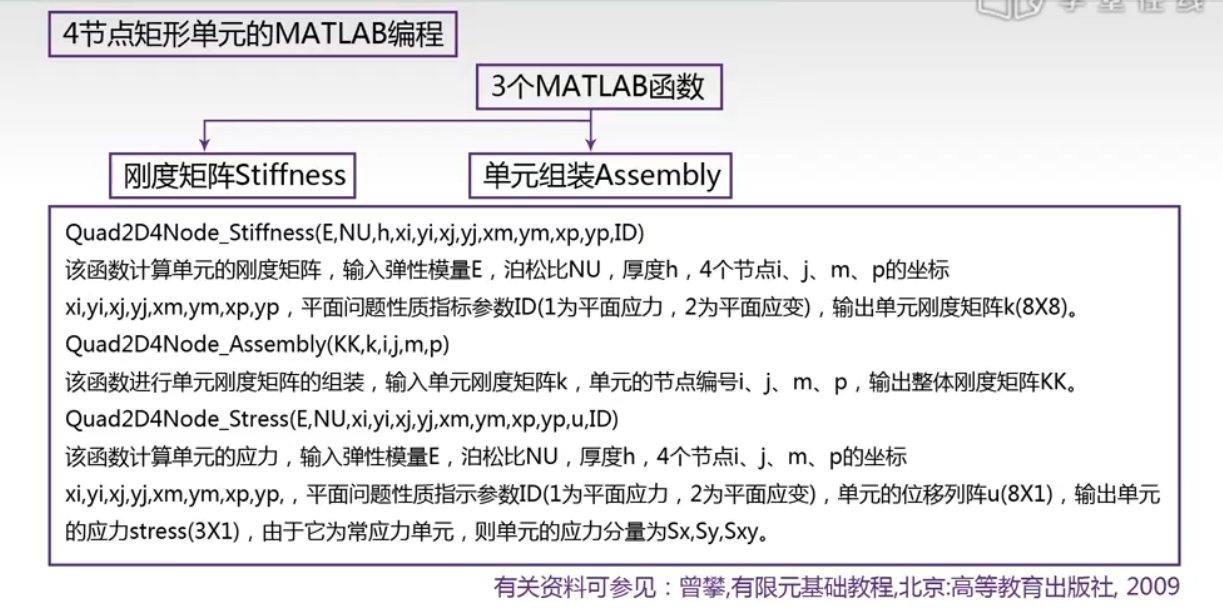 学堂在线
4节点矩形单元的MATLAB编程
3个MATLAB函数
刚度矩阵Stiffness
单元组装Assembly
Quad2D4Node_Stiffness(E,NU,h,xi,yi,xj,yj,xm,ym,xp,yp,ID)
该函数计算单元的刚度矩阵，输入弹性模量E，泊松比NU，厚度h，4个节点i、j、m、p的坐标
xi,yi,xj,yj,xm,ym,xp,yp，平面问题性质指标参数ID(1为平面应力，2为平面应变)，输出单元刚度矩阵k(8X8)。
Quad2D4Node_Assembly(KK,k,i,j,m,p)
该函数进行单元刚度矩阵的组装，输入单元刚度矩阵k，单元的节点编号i、j、m、p，输出整体刚度矩阵KK。
Quad2D4Node_Stress(E,NU,xi,yi,xj,yj,xm,ym,xp,yp,u,ID)
该函数计算单元的应力，输入弹性模量E，泊松比NU，厚度h，4个节点i、j、m、p的坐标
xi,yi,xj,yj,xm,ym,xp,yp,，平面问题性质指示参数ID(1为平面应力，2为平面应变)，单元的位移列阵u(8X1)，输出单元
的应力stress(3X1)，由于它为常应力单元，则单元的应力分量为Sx,Sy,Sxy。
有关资料可参见：曾攀,有限元基础教程,北京:高等教育出版社, 2009